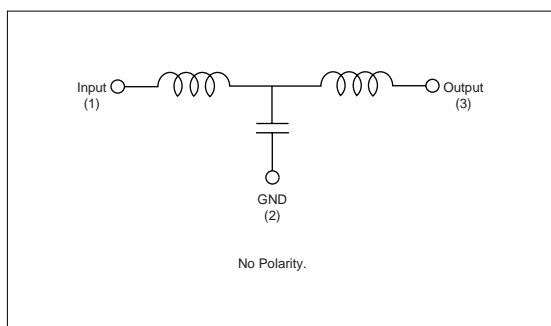 Input
(1)
Output
(3)
GND
(2)
No Polarity.